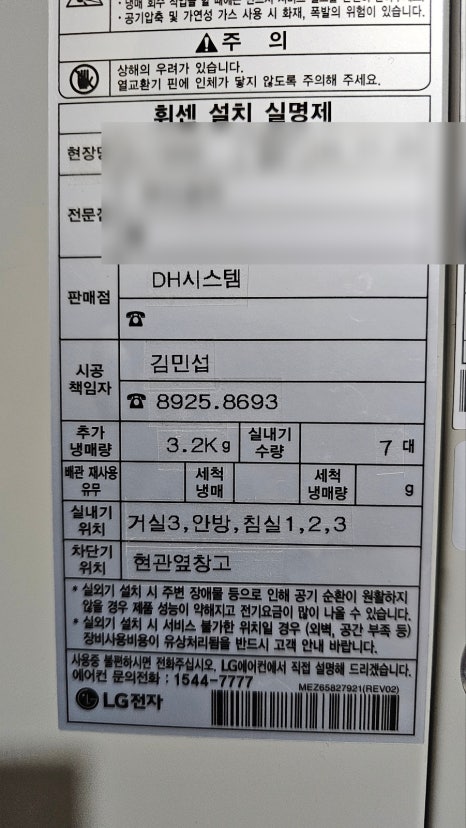 · 공기압축 및 가연성 가스 사용 시 화재, 폭발의 위험이 있습니다.
주 의
상해의 우려가 있습니다.
열교환기 핀에 인체가 닿지 않도록 주의해 주세요.
휘센 설치 실명제
현장명
전문점
판매점
DH시스템
☎
시공
책임자
김민섭
☎ 8925.8693
추가
냉매량
3.2Kg
실내기
수량
7 대
배관 재사용
유무
세척
냉매
세척
냉매량
g
실내기
위치
거실3,안방,침실1,2,3
차단기
위치
현관옆창고
* 실외기 설치 시 주변 장애물 등으로 인해 공기 순환이 원활하지
않을 경우 제품 성능이 약해지고 전기요금이 많이 나올 수 있습니다.
* 실외기 설치 시 서비스 불가한 위치일 경우 (외벽, 공간 부족 등)
장비사용비용이 유상처리됨을 반드시 고객 안내 바랍니다.
사용중 불편하시면 전화주십시오, LG에어컨에서 직접 설명해 드리겠습니다.
에어컨 문의전화 : 1544-7777
MEZ65827921(REV02)
LG전자